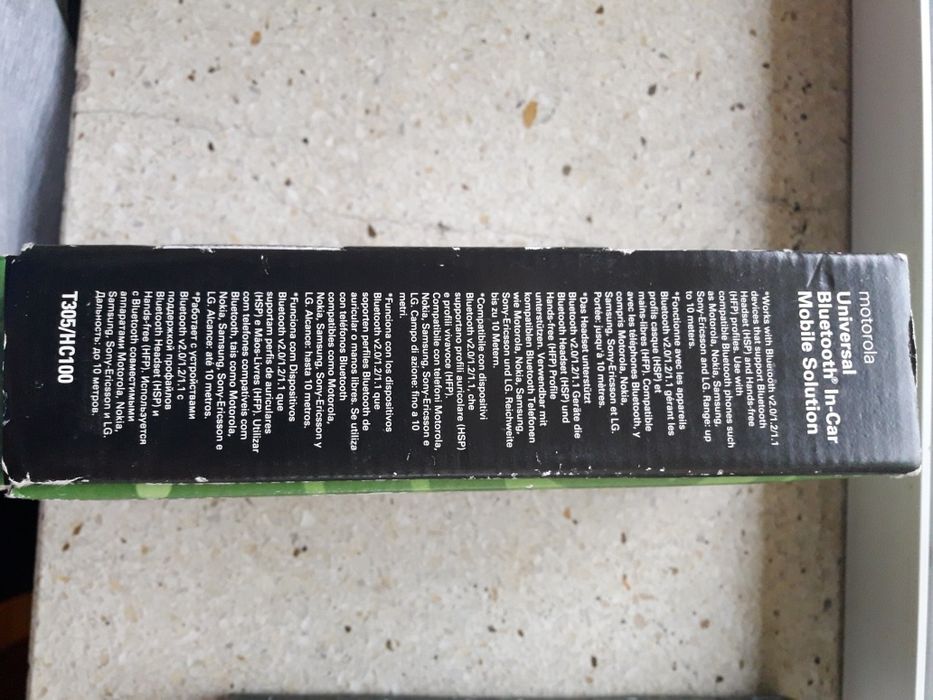 motorola
Universal
Bluetooth® In-Car
Mobile Solution
*Works with Bluetooth v2.0/1.2/1.1
devices that support Bluetooth
Headset (HSP) and Hands-free
(HFP) profiles. Use with
compatible Bluetooth phones such
as Motorola, Nokia, Samsung,
Sony-Ericsson and LG. Range: up
to 10 meters
*Fonctionne avec les appareils
Bluetooth v2.0/1.2/1.1 gérant les
profils casque (HSP) et
mains-libres (HFP). Compatible
avec les téléphones Bluetooth, y
compris Motorola, Nokia,
Samsung, Sony-Ericsson et LG.
Portée: jusqu'à 10 mètres.
*Das Headset unterstützt
Bluetooth v2.0/1.2/1.1 Geräte die
Bluetooth Headset (HSP) und
Hands-free (HFP) Profile
unterstützen. Verwendbar mit
kompatiblen Bluetooth Telefonen
wie Motorola, Nokia, Samsung,
Sony-Ericsson und LG. Reichweite
bis zu 10 Metern.
*Compatibile con dispositivi
Bluetooth v2.0/1.2/1.1, che
supportano profili auricolare (HSP)
e profili vivavoce (HFP).
Compatibile con telefoni Motorola,
Nokia, Samsung, Sony-Ericsson e
LG. Campo di azione: fino a 10
metri.
*Funciona con los dispositivos
Bluetooth v2.0/1.2/1.1 que
soporten perfiles Bluetooth de
auricular o manos libres. Se utiliza
con teléfonos Bluetooth
compatibles como Motorola,
Nokia, Samsung, Sony-Ericsson y
LG. Alcance: hasta 10 metros.
*Funciona com Dispositivos
Bluetooth v2.0/1.2/1.1 que
suportam perfis de auriculares
(HSP) e Mãos-Livres (HFP). Utilizar
com telefones compatíveis com
Bluetooth, tais como Motorola,
Nokia, Samsung, Sony-Ericsson e
LG. Alcance: até 10 metros.
*Работает с устройствами
Bluetooth v2.0/1.2/1.1 с
поддержкой профилей
Bluetooth Headset (HSP) и
Hands-free (HFP). Используется
с Bluetooth совместимыми
аппаратами Motorola, Nokia,
Samsung, Sony-Ericsson и LG.
Дальность: до 10 метров.
T305/HC100